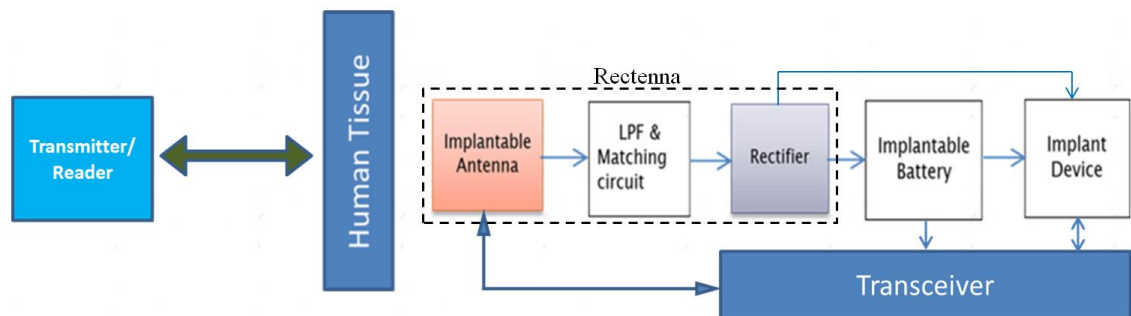 Transmitter/
Reader
Human Tissue
Rectenna
Implantable
Antenna
LPF &
Matching
circuit
Rectifier
Implantable
Battery
Implant
Device
Transceiver